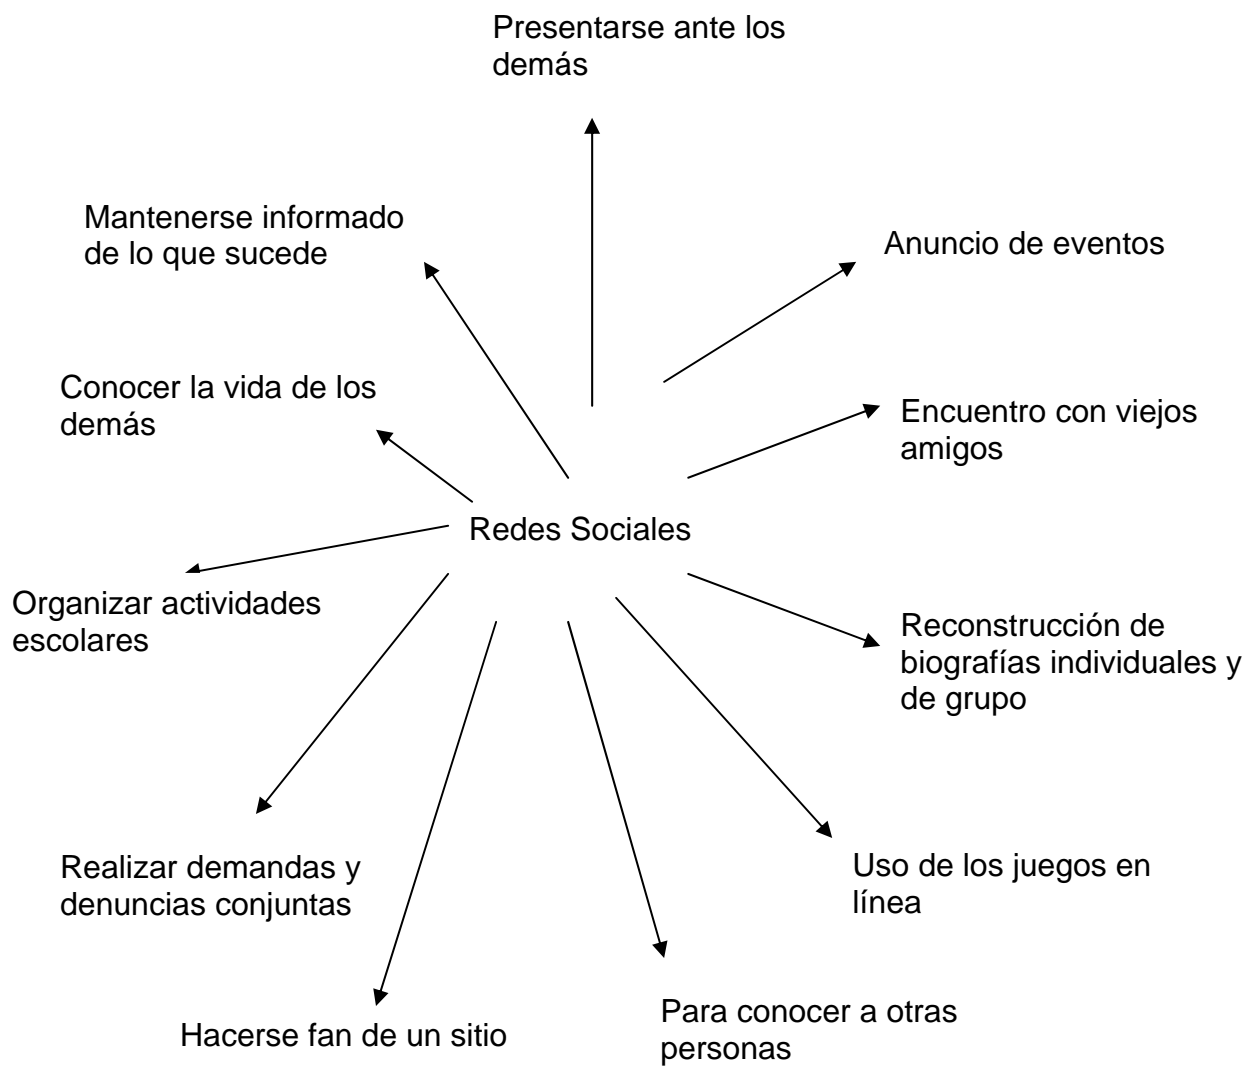 Presentarse ante los
demás
Mantenerse informado
de lo que sucede
Anuncio de eventos
Conocer la vida de los
demás
Encuentro con viejos
amigos
Redes Sociales
Organizar actividades
escolares
Reconstrucción de
biografías individuales y
de grupo
Realizar demandas y
denuncias conjuntas
Uso de los juegos en
línea
Hacerse fan de un sitio
Para conocer a otras
personas